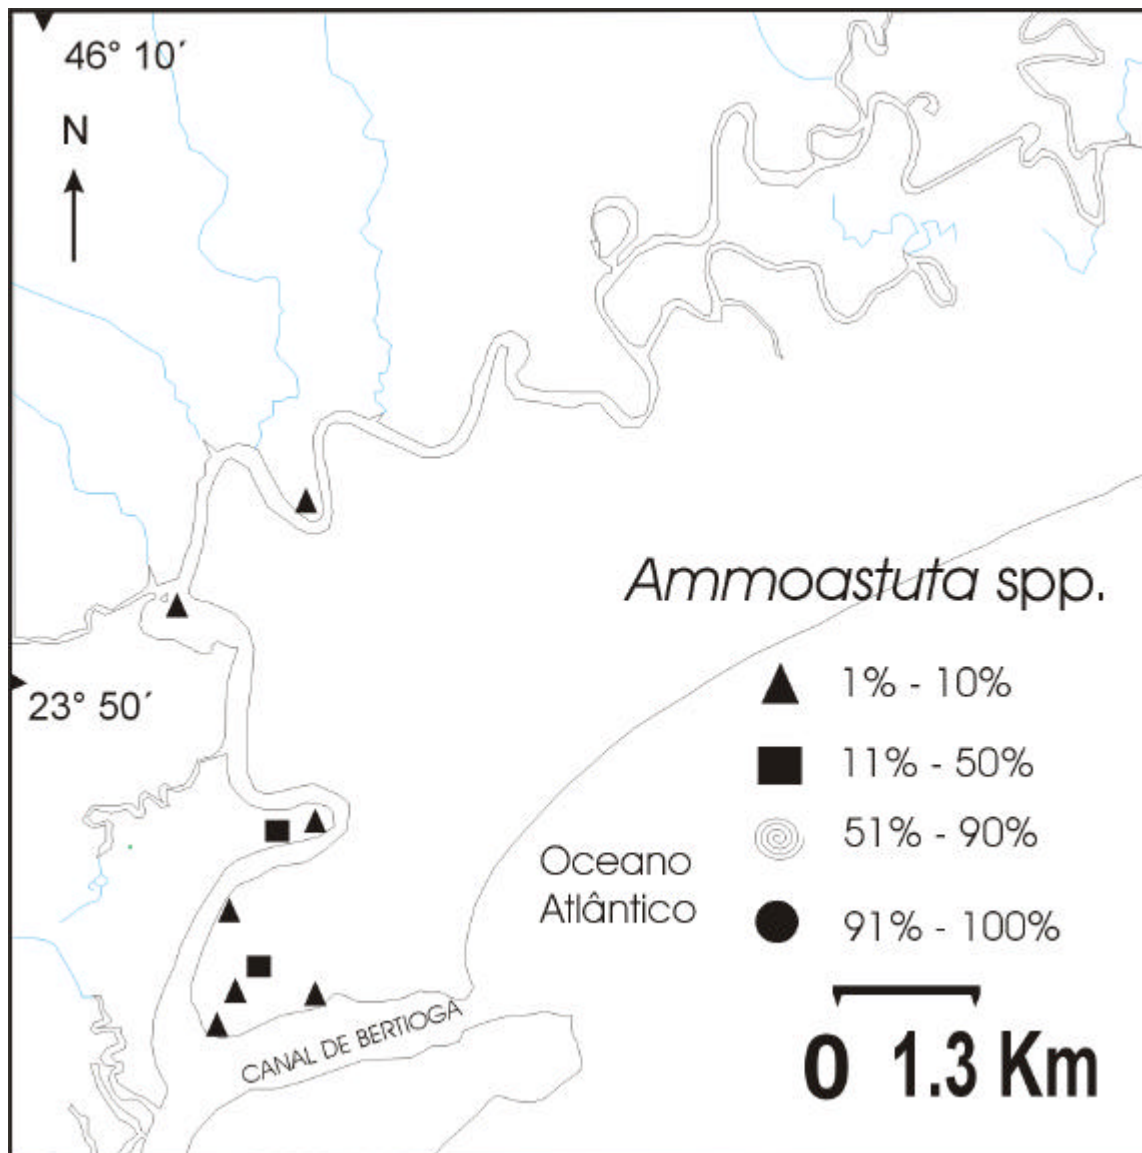 46° 10´
N
Ammoastuta spp.
23° 50´
1% - 10%
11% - 50%
51% - 90%
91% - 100%
Oceano
Atlântico
CANAL DE BERTIOGA
0 1.3 Km